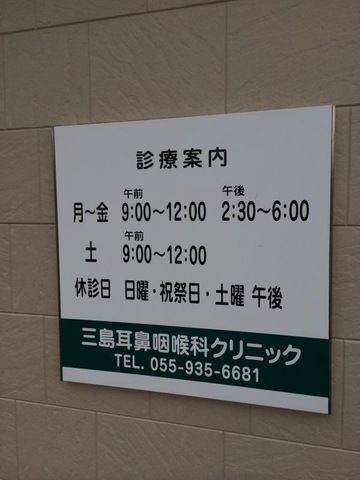 診療案内
午前 午後
月～金 9:00～12:00 2:30～6:00
午前
土 9:00～12:00
休診日 日曜・祝祭日・土曜 午後
三島耳鼻咽喉科クリニック
TEL. 055-935-6681